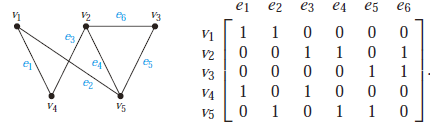 v1 v2 e6 v3
e3
e1 e4 e5
e2
v4 v5
e1 e2 e3 e4 e5 e6
v1 1 1 0 0 0 0
v2 0 0 1 1 0 1
v3 0 0 0 0 1 1
v4 1 0 1 0 0 0
v5 0 1 0 1 1 0 .